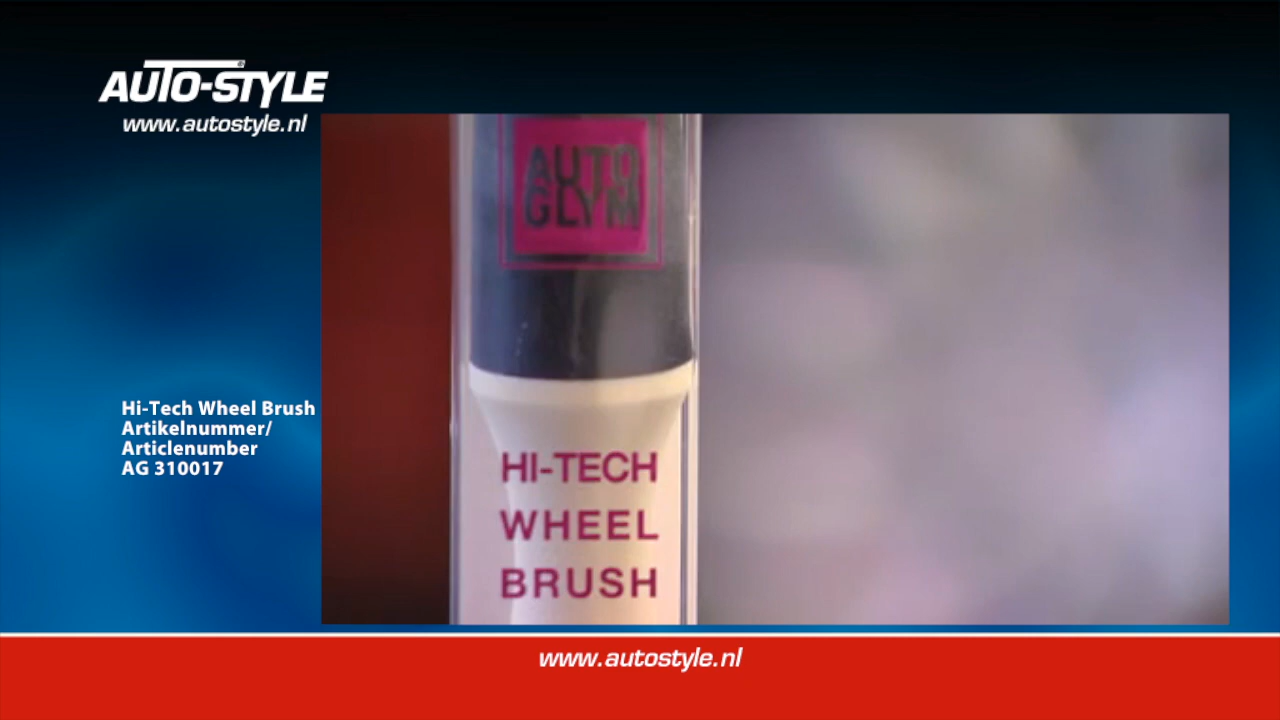 AUTO-STYLE
www.autostyle.nl
AUTO
GLYM
HI-TECH
WHEEL
BRUSH
Hi-Tech Wheel Brush
Artikelnummer/
Articlenumber
AG 310017
www.autostyle.nl